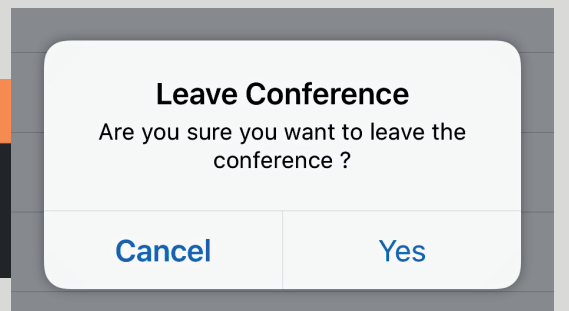 Leave Conference
Are you sure you want to leave the
conference ?
Cancel
Yes